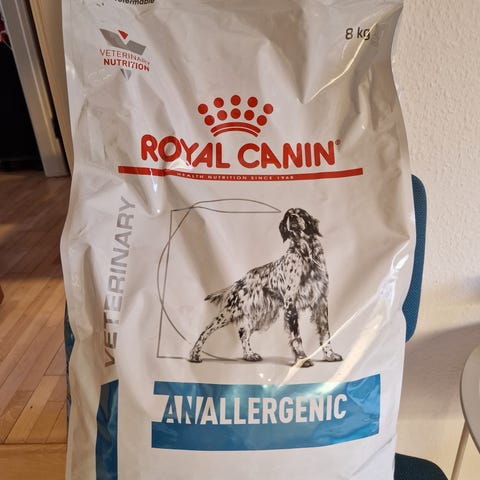 8 kg
VETERINARY
NUTRITION
ROYAL CANIN
HEALTH NUTRITION SINCE 1968
VETERINARY
ANALLERGENIC